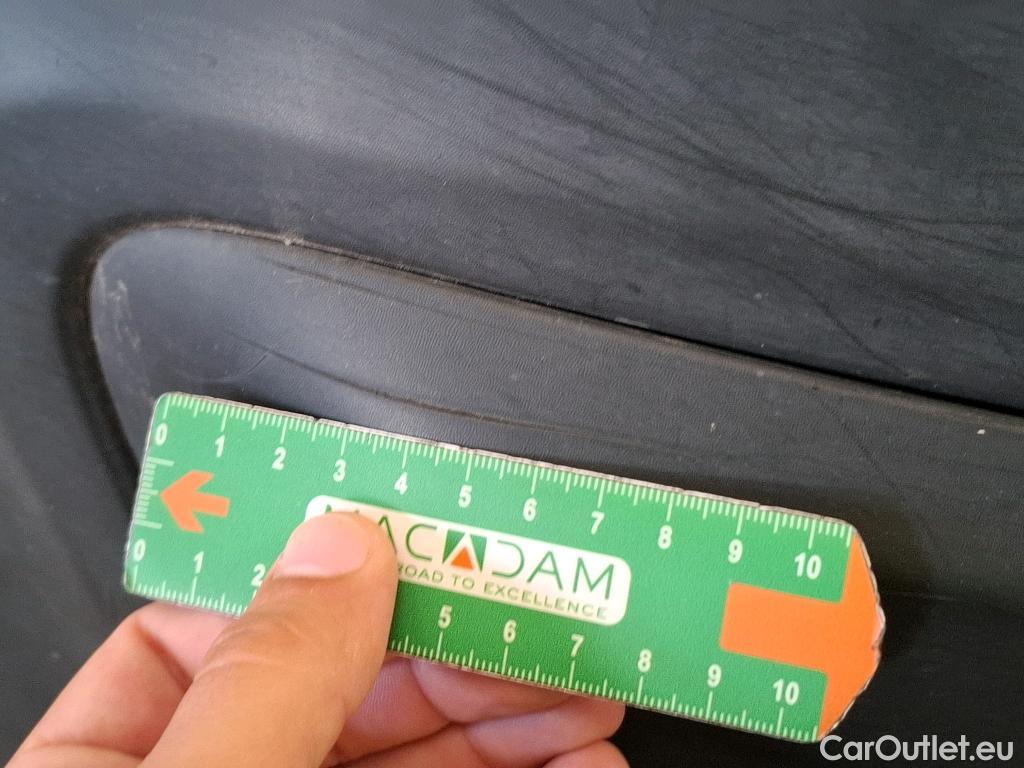 0 1 2 3 4 5 6 7 8 9 10
MACADAM
ROAD TO EXCELLENCE
0 1 2 5 6 7 8 9 10
CarOutlet.eu